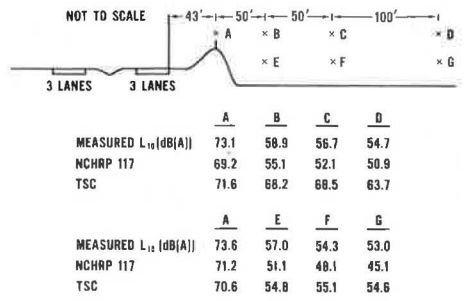 NOT TO SCALE 43′ 50′ 50′ 100′
A B C D
E F G
3 LANES 3 LANES
A B C D
MEASURED L₁₀(dB(A)) 73.1 58.9 56.7 54.7
NCHRP 117 69.2 55.1 52.1 50.9
TSC 71.6 68.2 68.5 63.7
A E F G
MEASURED L₁₀ (dB(A)) 73.6 57.0 54.3 53.0
NCHRP 117 71.2 51.1 48.1 45.1
TSC 70.6 54.8 55.1 54.6